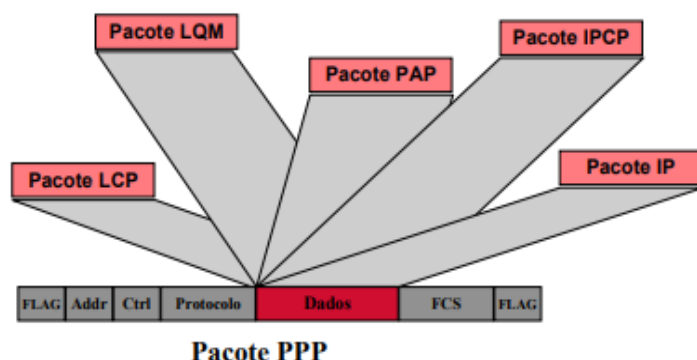 Pacote LQM
Pacote IPCP
Pacote PAP
Pacote LCP
Pacote IP
FLAG Addr Ctrl Protocolo Dados FCS FLAG
Pacote PPP